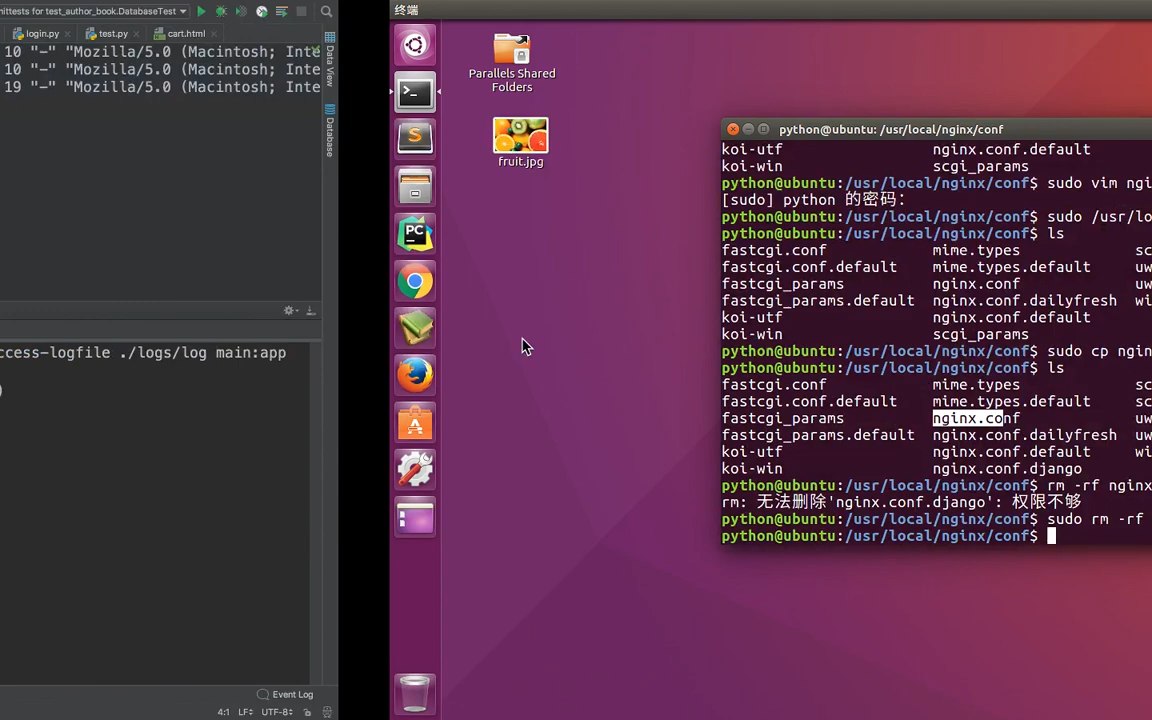 nittests for test_author_book.DatabaseTest
login.py
test.py
cart.html
10 "-" "Mozilla/5.0 (Macintosh; Inte
10 "-" "Mozilla/5.0 (Macintosh; Inte
19 "-" "Mozilla/5.0 (Macintosh; Inte
Data View
Database
ccess-logfile ./logs/log main:app
)
Event Log
4:1 LF÷ UTF-8÷
终端
Parallels Shared
Folders
fruit.jpg
python@ubuntu: /usr/local/nginx/conf
koi-utf nginx.conf.default
koi-win scgi_params
python@ubuntu:/usr/local/nginx/conf$ sudo vim ngi
[sudo] python 的密码：
python@ubuntu:/usr/local/nginx/conf$ sudo /usr/lo
python@ubuntu:/usr/local/nginx/conf$ ls
fastcgi.conf mime.types sc
fastcgi.conf.default mime.types.default uw
fastcgi_params nginx.conf uw
fastcgi_params.default nginx.conf.dailyfresh wi
koi-utf nginx.conf.default
koi-win scgi_params
python@ubuntu:/usr/local/nginx/conf$ sudo cp ngin
python@ubuntu:/usr/local/nginx/conf$ ls
fastcgi.conf mime.types sc
fastcgi.conf.default mime.types.default sc
fastcgi_params nginx.conf uw
fastcgi_params.default nginx.conf.dailyfresh uw
koi-utf nginx.conf.default wi
koi-win nginx.conf.django
python@ubuntu:/usr/local/nginx/conf$ rm -rf nginx
rm: 无法删除'nginx.conf.django': 权限不够
python@ubuntu:/usr/local/nginx/conf$ sudo rm -rf
python@ubuntu:/usr/local/nginx/conf$